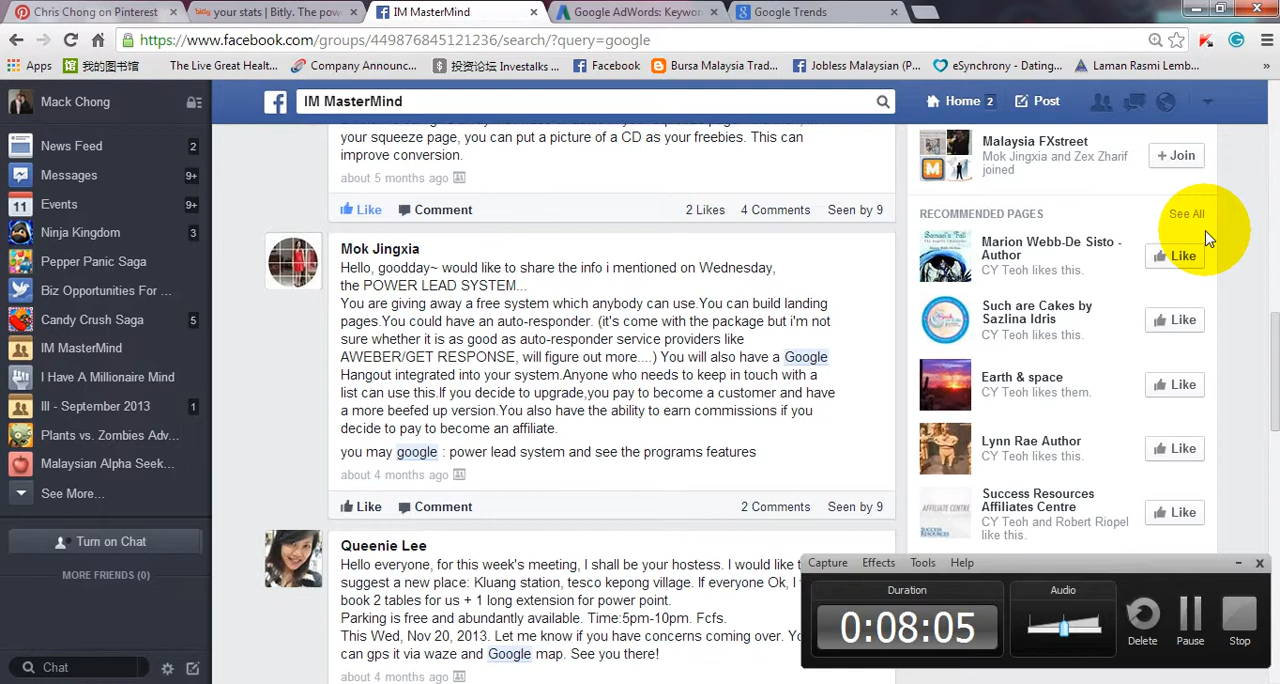 Chris Chong on Pinterest
bitly your stats | Bitly. The pow
IM MasterMind
Google AdWords: Keywor
Google Trends
https://www.facebook.com/groups/449876845121236/search/?query=google
Apps
我的图书馆
The Live Great Healt...
Company Announc...
投资论坛 Investalks ...
Facebook
Bursa Malaysia Trad...
Jobless Malaysian (P...
eSynchrony - Dating...
Laman Rasmi Lemb...
»
Mack Chong
IM MasterMind
Home 2
Post
News Feed 2
Messages 9+
11 Events 9+
Ninja Kingdom 3
Pepper Panic Saga
Biz Opportunities For ...
Candy Crush Saga 5
IM MasterMind
I Have A Millionaire Mind
III - September 2013 1
Plants vs. Zombies Adv...
Malaysian Alpha Seek...
See More...
Turn on Chat
MORE FRIENDS (0)
Chat
your squeeze page, you can put a picture of a CD as your freebies. This can
improve conversion.
about 5 months ago
Like Comment 2 Likes 4 Comments Seen by 9
Mok Jingxia
Hello, goodday~ would like to share the info i mentioned on Wednesday,
the POWER LEAD SYSTEM...
You are giving away a free system which anybody can use.You can build landing
pages.You could have an auto-responder. (it's come with the package but i'm not
sure whether it is as good as auto-responder service providers like
AWEBER/GET RESPONSE, will figure out more....) You will also have a Google
Hangout integrated into your system.Anyone who needs to keep in touch with a
list can use this.If you decide to upgrade,you pay to become a customer and have
a more beefed up version.You also have the ability to earn commissions if you
decide to pay to become an affiliate.
you may google : power lead system and see the programs features
about 4 months ago
Like Comment 2 Comments Seen by 9
Queenie Lee
Hello everyone, for this week's meeting, I shall be your hostess. I would like t
suggest a new place: Kluang station, tesco kepong village. If everyone Ok, I
book 2 tables for us + 1 long extension for power point.
Parking is free and abundantly available. Time:5pm-10pm. Fcfs.
This Wed, Nov 20, 2013. Let me know if you have concerns coming over. Yo
can gps it via waze and Google map. See you there!
about 4 months ago
Malaysia FXstreet
Mok Jingxia and Zex Zharif
joined
+ Join
RECOMMENDED PAGES See All
Marion Webb-De Sisto -
Author
CY Teoh likes this.
Like
Such are Cakes by
Sazlina Idris
CY Teoh likes this.
Like
Earth & space
CY Teoh likes them.
Like
Lynn Rae Author
CY Teoh likes this.
Like
Success Resources
Affiliates Centre
CY Teoh and Robert Riopel
like this.
Like
Capture Effects Tools Help
Duration
0:08:05
Audio
Delete
Pause
Stop